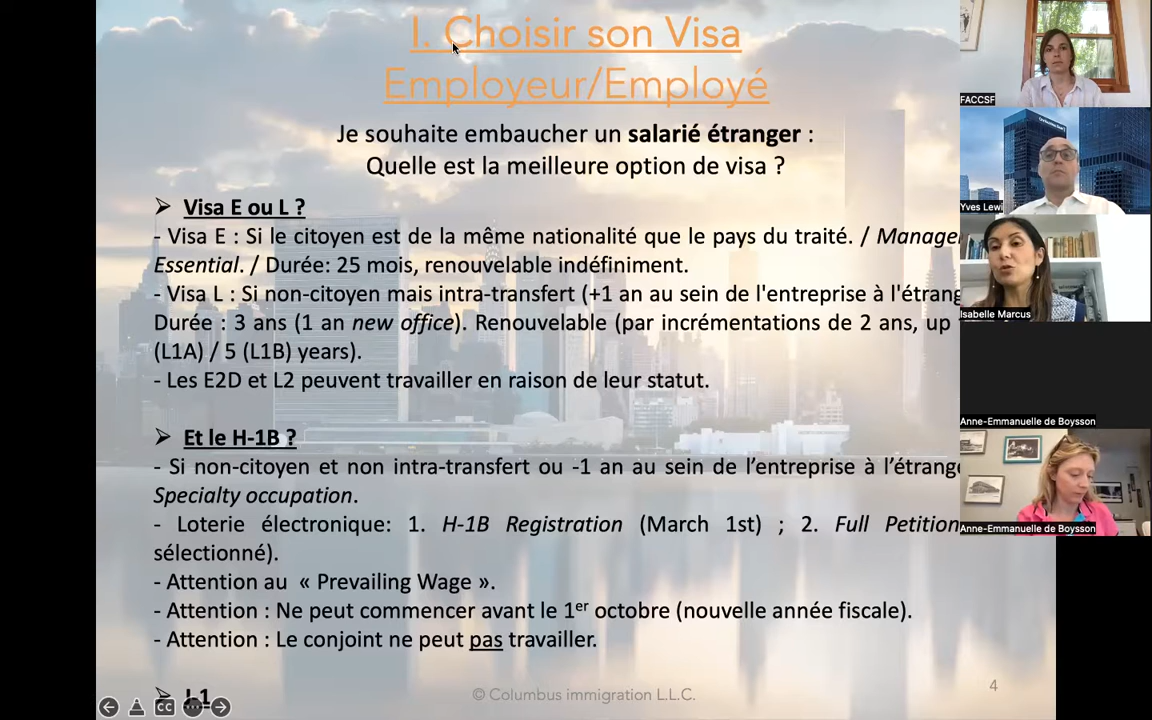 I. Choisir son Visa
Employeur/Employé
Je souhaite embaucher un salarié étranger :
Quelle est la meilleure option de visa ?
➢ Visa E ou L ?
- Visa E : Si le citoyen est de la même nationalité que le pays du traité. / Manage
Essential. / Durée: 25 mois, renouvelable indéfiniment.
- Visa L : Si non-citoyen mais intra-transfert (+1 an au sein de l'entreprise à l'étrang
Durée : 3 ans (1 an new office). Renouvelable (par incrémentations de 2 ans, up
(L1A) / 5 (L1B) years).
- Les E2D et L2 peuvent travailler en raison de leur statut.
➢ Et le H-1B ?
- Si non-citoyen et non intra-transfert ou -1 an au sein de l’entreprise à l’étrang
Specialty occupation.
- Loterie électronique: 1. H-1B Registration (March 1st) ; 2. Full Petition
sélectionné).
- Attention au « Prevailing Wage ».
- Attention : Ne peut commencer avant le 1er octobre (nouvelle année fiscale).
- Attention : Le conjoint ne peut pas travailler.
➢ J-1
© Columbus immigration L.L.C.
4
CC
FACCSF
Yves Lewi
Isabelle Marcus
Anne-Emmanuelle de Boysson
Anne-Emmanuelle de Boysson